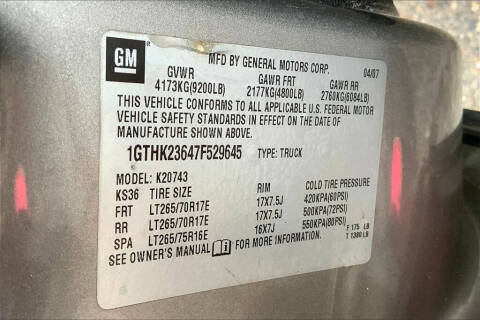 GM
MFD BY GENERAL MOTORS CORP. 04/07
GVWR GAWR FRT GAWR RR
4173KG(9200LB) 2177KG(4800LB) 2760KG(6084LB)
THIS VEHICLE CONFORMS TO ALL APPLICABLE U.S. FEDERAL MOTOR
VEHICLE SAFETY STANDARDS IN EFFECT ON THE DATE OF
MANUFACTURE SHOWN ABOVE.
1GTHK23647F529645 TYPE: TRUCK
MODEL: K20743
KS36 TIRE SIZE RIM COLD TIRE PRESSURE
FRT LT265/70R17E 17X7.5J 420KPA(60PSI)
RR LT265/70R17E 17X7.5J 500KPA(72PSI)
SPA LT265/75R16E 16X7J 550KPA(80PSI) F 175 LB
T 1380 LB
SEE OWNER'S MANUAL FOR MORE INFORMATION.